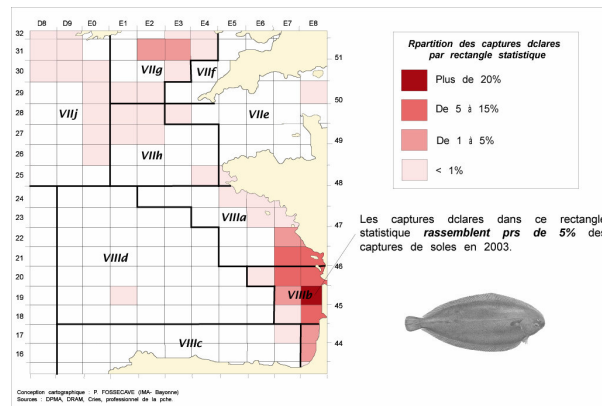 D8 D9 E0 E1 E2 E3 E4 E5 E6 E7 E8
32
31
30
29
28
27
26
25
24
23
22
21
20
19
18
17
16
51
50
49
48
47
46
45
44
VIIg
VIIf
VIIj
VIIe
VIIh
VIIIa
VIIId
VIIIb
VIIIc
Rpartition des captures dclares
par rectangle statistique
Plus de 20%
De 5 à 15%
De 1 à 5%
< 1%
Les captures dclares dans ce rectangle
statistique rassemblent prs de 5% des
captures de soles en 2003.
Conception cartographique : P. FOSSECAVE (IMA- Bayonne)
Sources : DPMA, DRAM, Cries, professionnel de la pche.